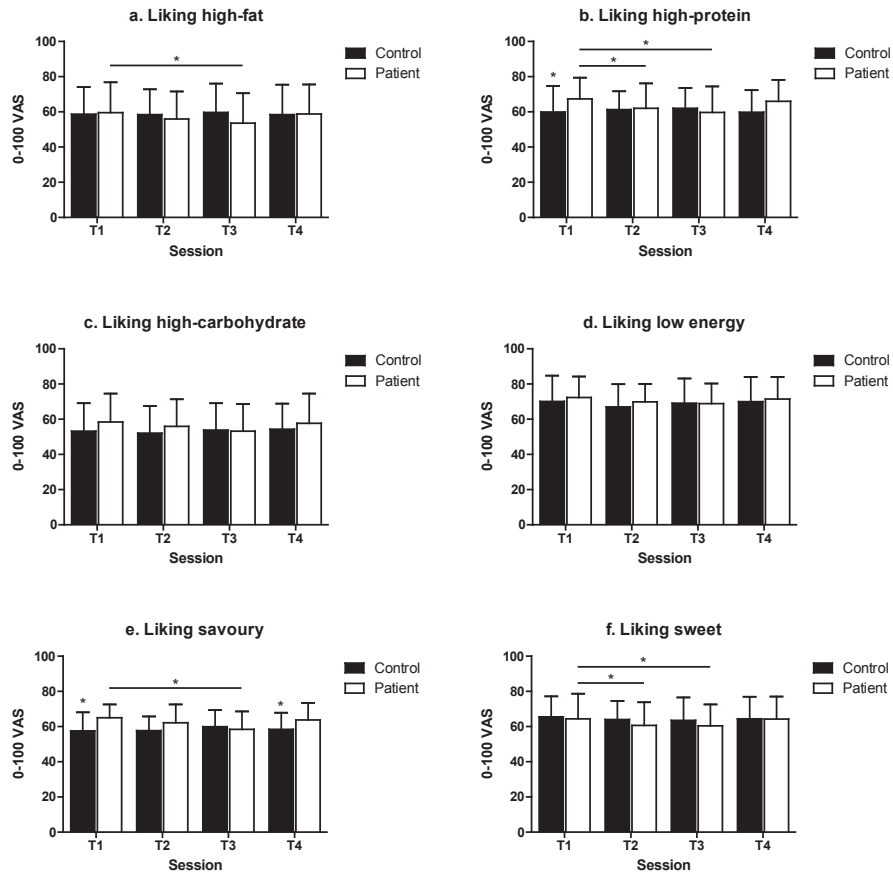 a. Liking high-fat
100
80
60
40
20
0
0-100 VAS
*
T1 T2 T3 T4
Session
Control
Patient
b. Liking high-protein
100
80
60
40
20
0
0-100 VAS
*
*
*
T1 T2 T3 T4
Session
Control
Patient
c. Liking high-carbohydrate
100
80
60
40
20
0
0-100 VAS
T1 T2 T3 T4
Session
Control
Patient
d. Liking low energy
100
80
60
40
20
0
0-100 VAS
T1 T2 T3 T4
Session
Control
Patient
e. Liking savoury
100
80
60
40
20
0
0-100 VAS
*
* *
T1 T2 T3 T4
Session
Control
Patient
f. Liking sweet
100
80
60
40
20
0
0-100 VAS
*
*
T1 T2 T3 T4
Session
Control
Patient